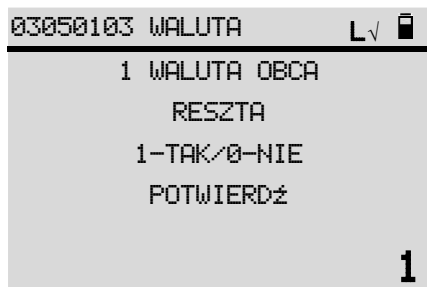 03050103 WALUTA L√
1 WALUTA OBCA
RESZTA
1-TAK/0-NIE
POTWIERDź
1